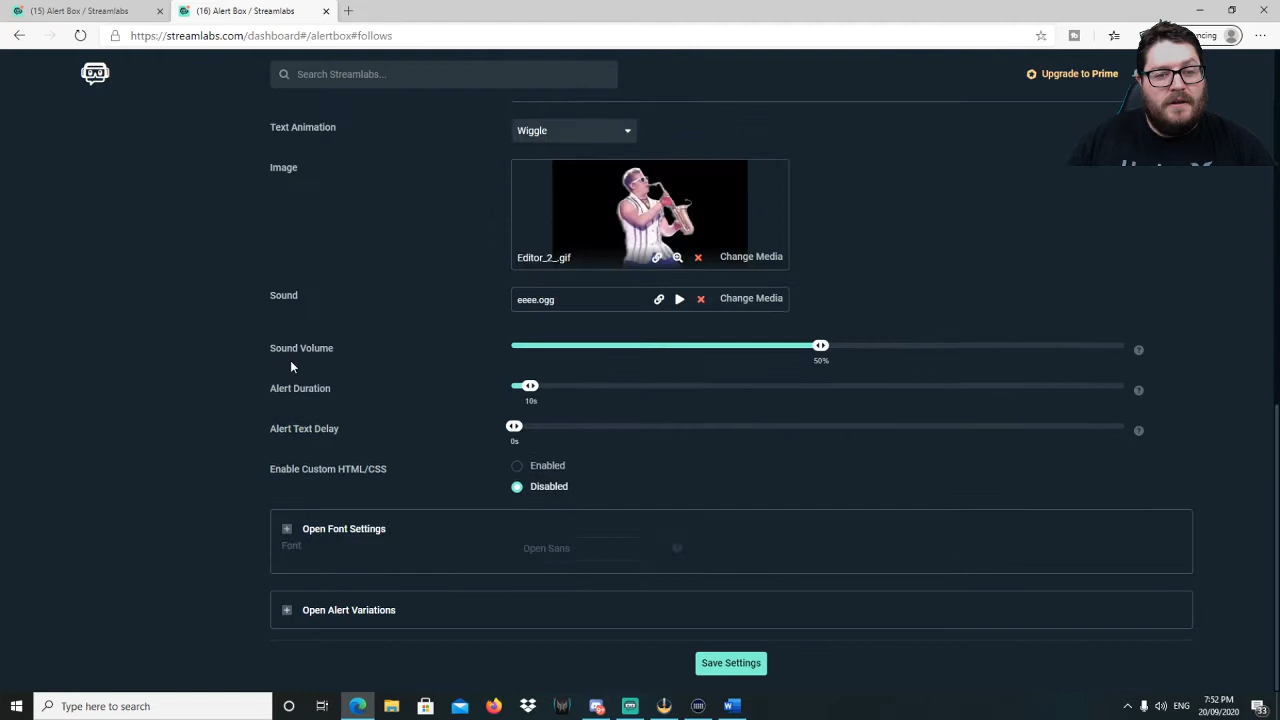 (15) Alert Box / Streamlabs
(16) Alert Box / Streamlabs
https://streamlabs.com/dashboard#/alertbox#follows
Search Streamlabs...
Upgrade to Prime
Text Animation
Wiggle
Image
Editor_2_.gif
Change Media
Sound
eeee.ogg
Change Media
Sound Volume
50%
Alert Duration
10s
Alert Text Delay
0s
Enable Custom HTML/CSS
Enabled
Disabled
Open Font Settings
Font
Open Sans
Open Alert Variations
Save Settings
Type here to search
ENG
7:52 PM
20/09/2020